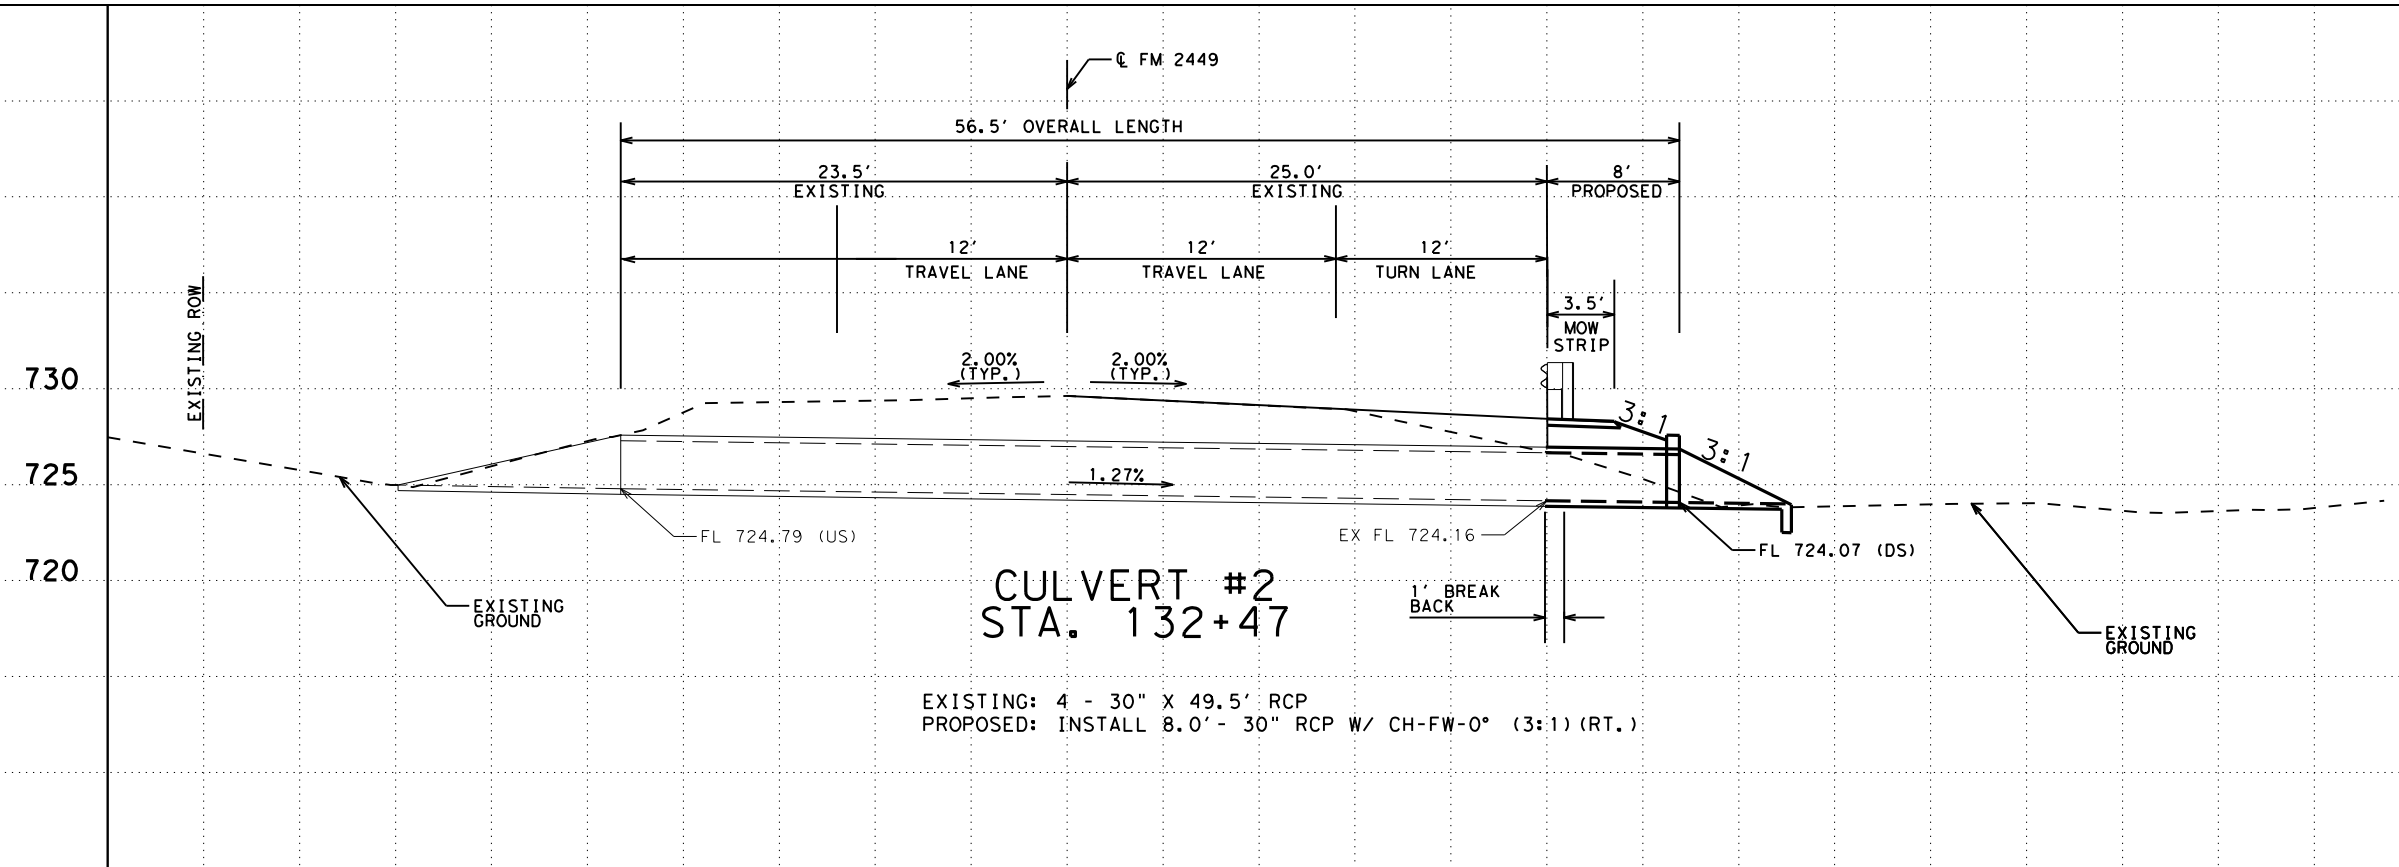 ℄ FM 2449
56.5' OVERALL LENGTH
23.5'
EXISTING
25.0'
EXISTING
8'
PROPOSED
12'
TRAVEL LANE
12'
TRAVEL LANE
12'
TURN LANE
EXISTING ROW
3.5'
MOW
STRIP
2.00%
(TYP.)
2.00%
(TYP.)
730
3:1
3:1
725
1.27%
FL 724.79 (US)
EX FL 724.16
FL 724.07 (DS)
720
CULVERT #2
STA. 132+47
1' BREAK
BACK
EXISTING
GROUND
EXISTING
GROUND
EXISTING: 4 - 30" X 49.5' RCP
PROPOSED: INSTALL 8.0'- 30" RCP W/ CH-FW-0° (3:1)(RT.)